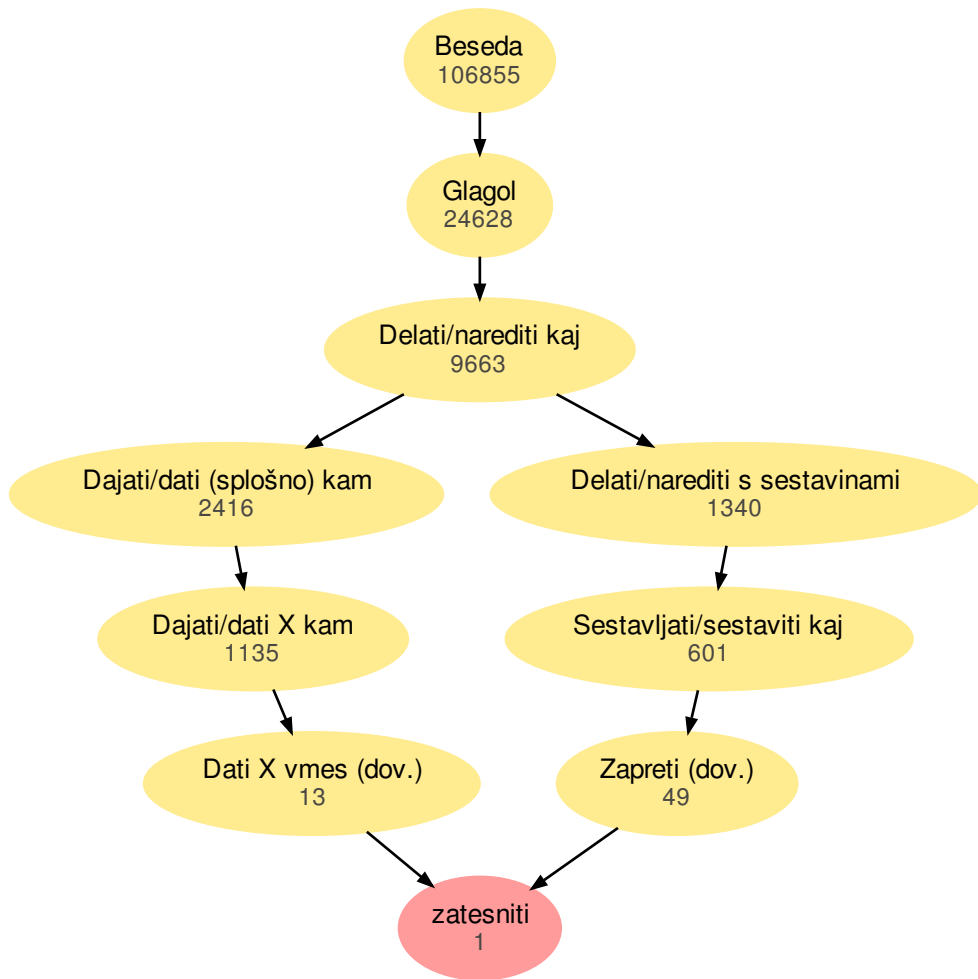 Beseda
106855
Glagol
24628
Delati/narediti kaj
9663
Dajati/dati (splošno) kam
2416
Delati/narediti s sestavinami
1340
Dajati/dati X kam
1135
Sestavljati/sestaviti kaj
601
Dati X vmes (dov.)
13
Zapreti (dov.)
49
zatesniti
1